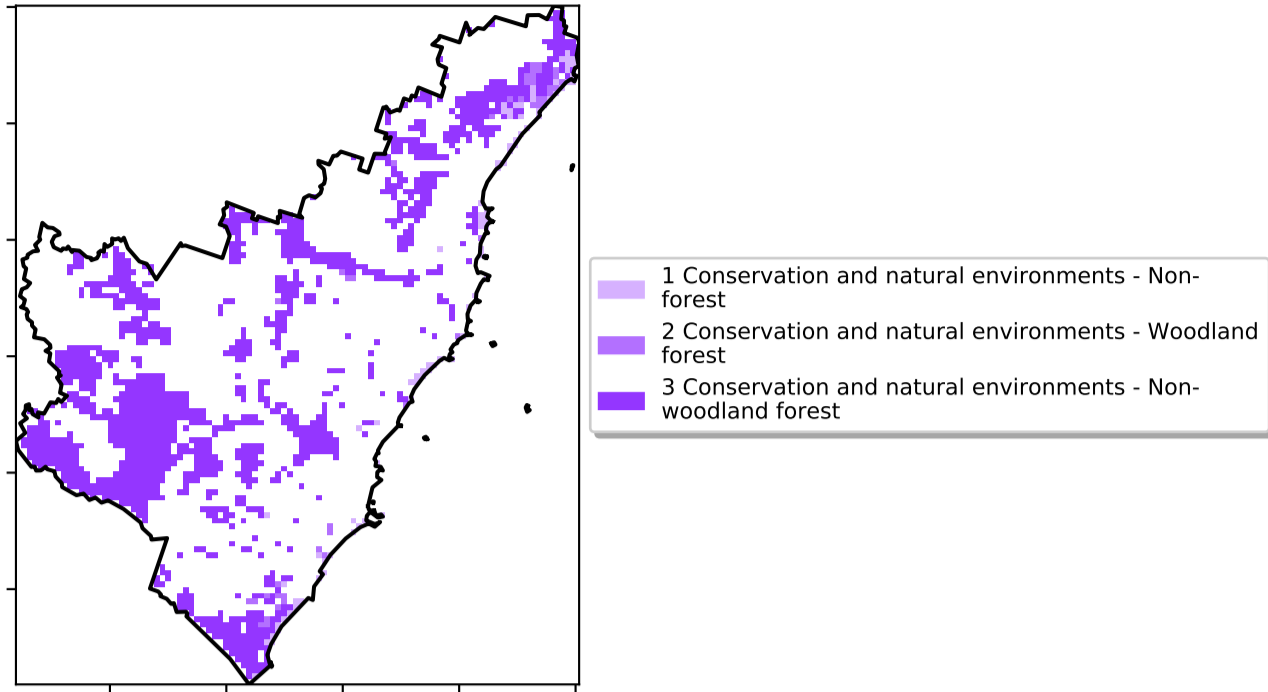 1 Conservation and natural environments - Non-
forest
2 Conservation and natural environments - Woodland
forest
3 Conservation and natural environments - Non-
woodland forest